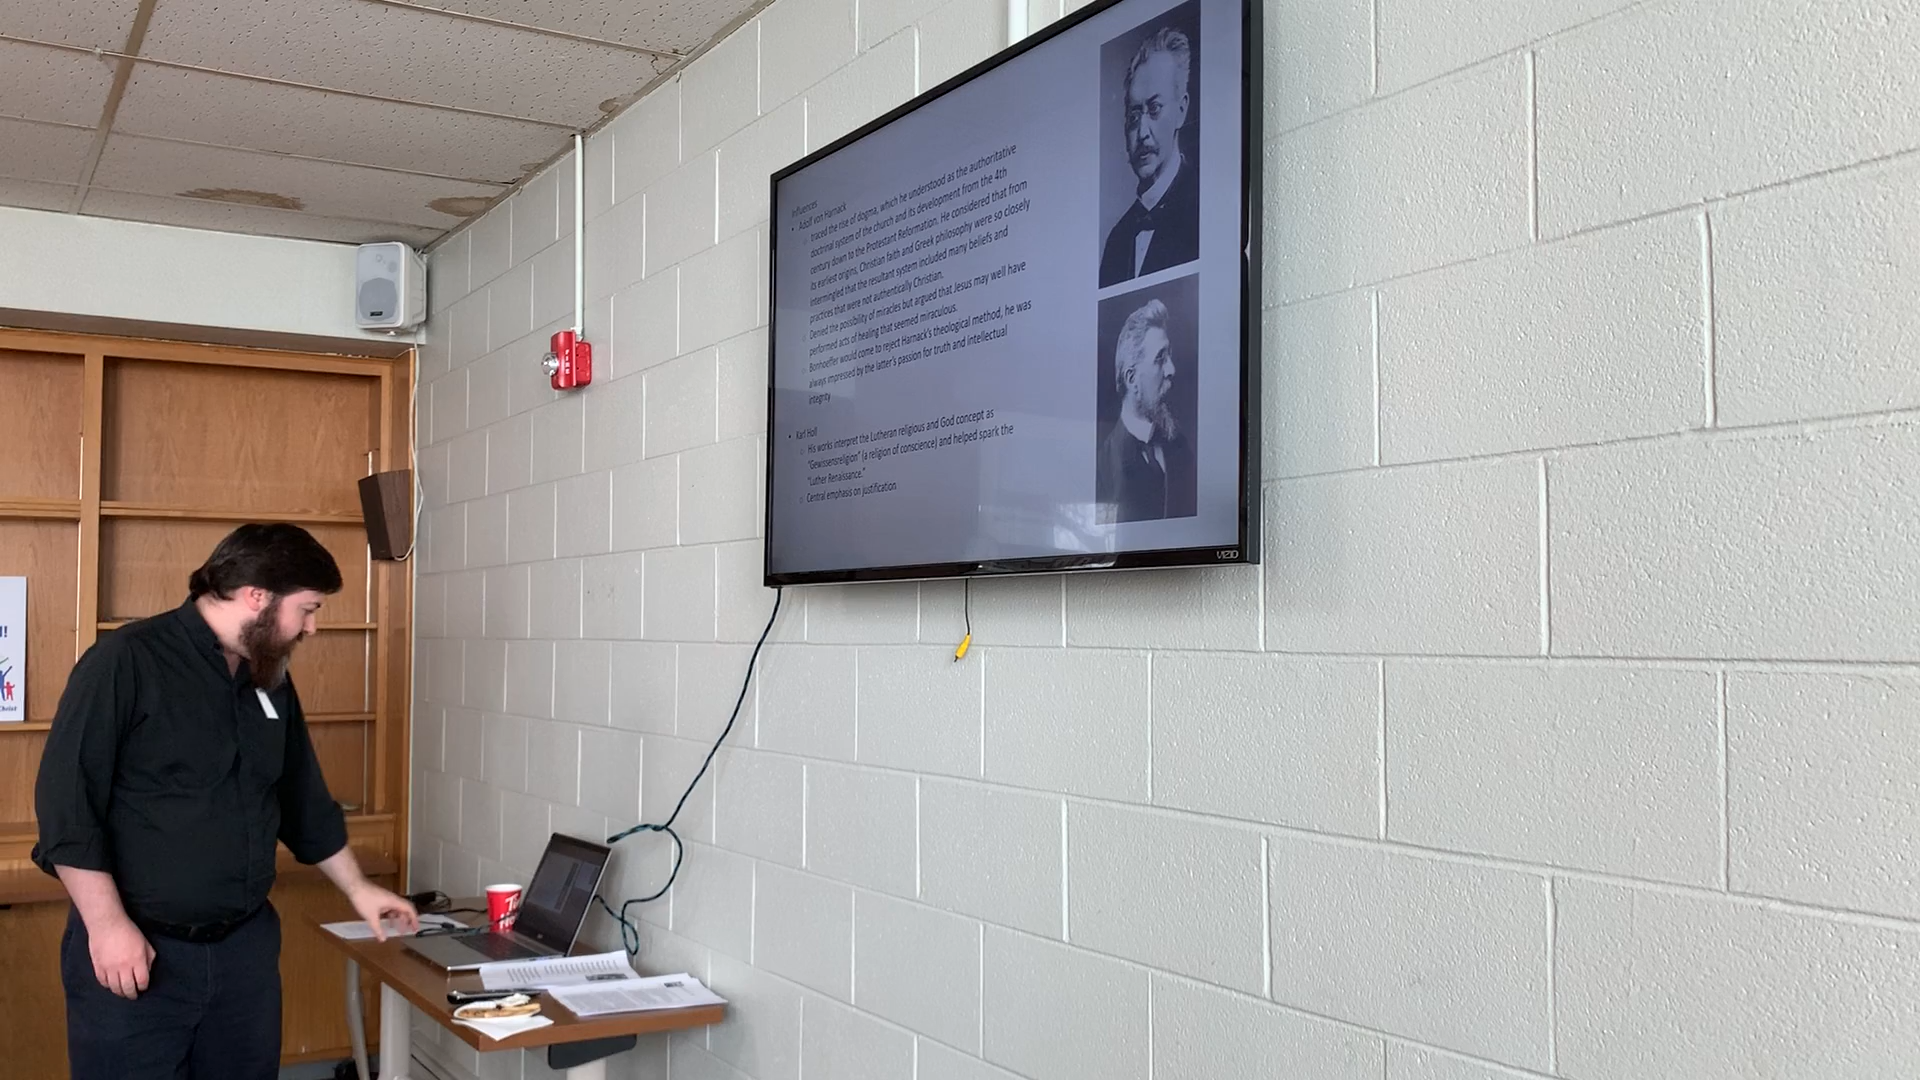 Influences
• Adolf von Harnack
traced the rise of dogma, which he understood as the authoritative
doctrinal system of the church and its development from the 4th
century down to the Protestant Reformation. He considered that from
its earliest origins, Christian faith and Greek philosophy were so closely
intermingled that the resultant system included many beliefs and
practices that were not authentically Christian.
Denied the possibility of miracles but argued that Jesus may well have
performed acts of healing that seemed miraculous.
Bonhoeffer would come to reject Harnack's theological method, he was
always impressed by the latter's passion for truth and intellectual
integrity
• Karl Holl
His works interpret the Lutheran religious and God concept as
"Gewissensreligion" (a religion of conscience) and helped spark the
"Luther Renaissance."
Central emphasis on justification
VIZIO
FIRE
Christ